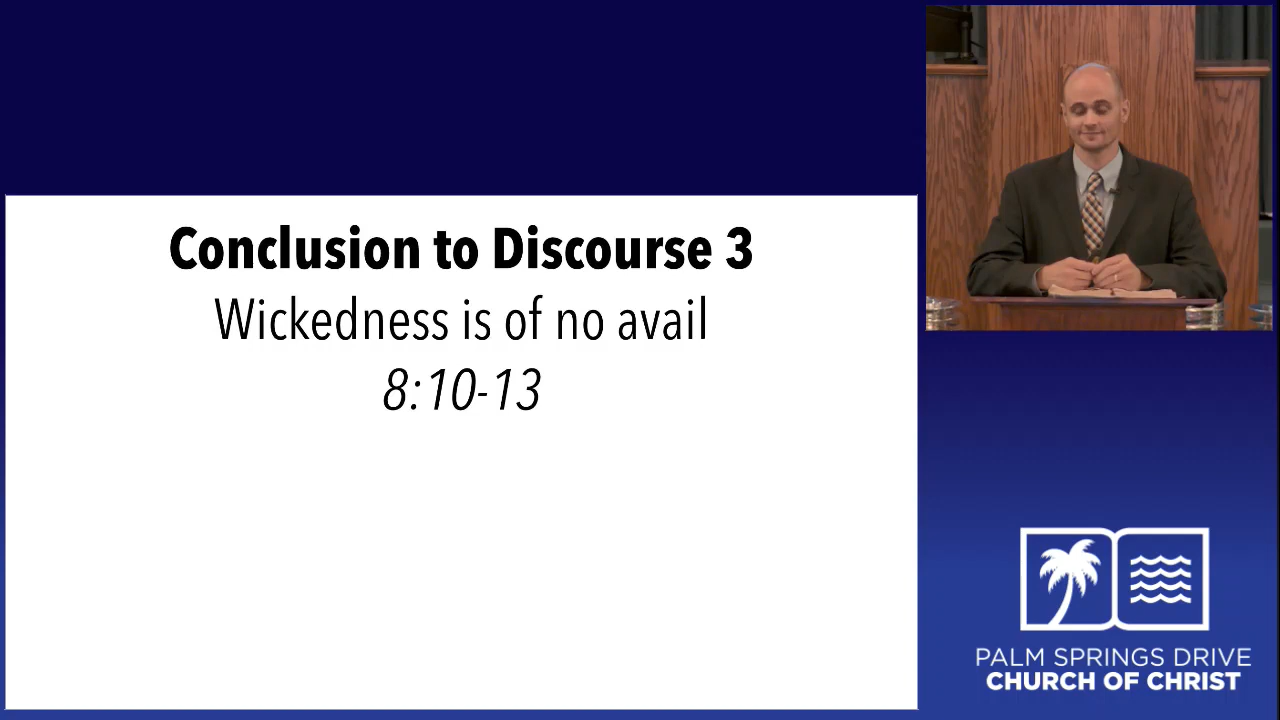 Conclusion to Discourse 3
Wickedness is of no avail
8:10-13
PALM SPRINGS DRIVE
CHURCH OF CHRIST